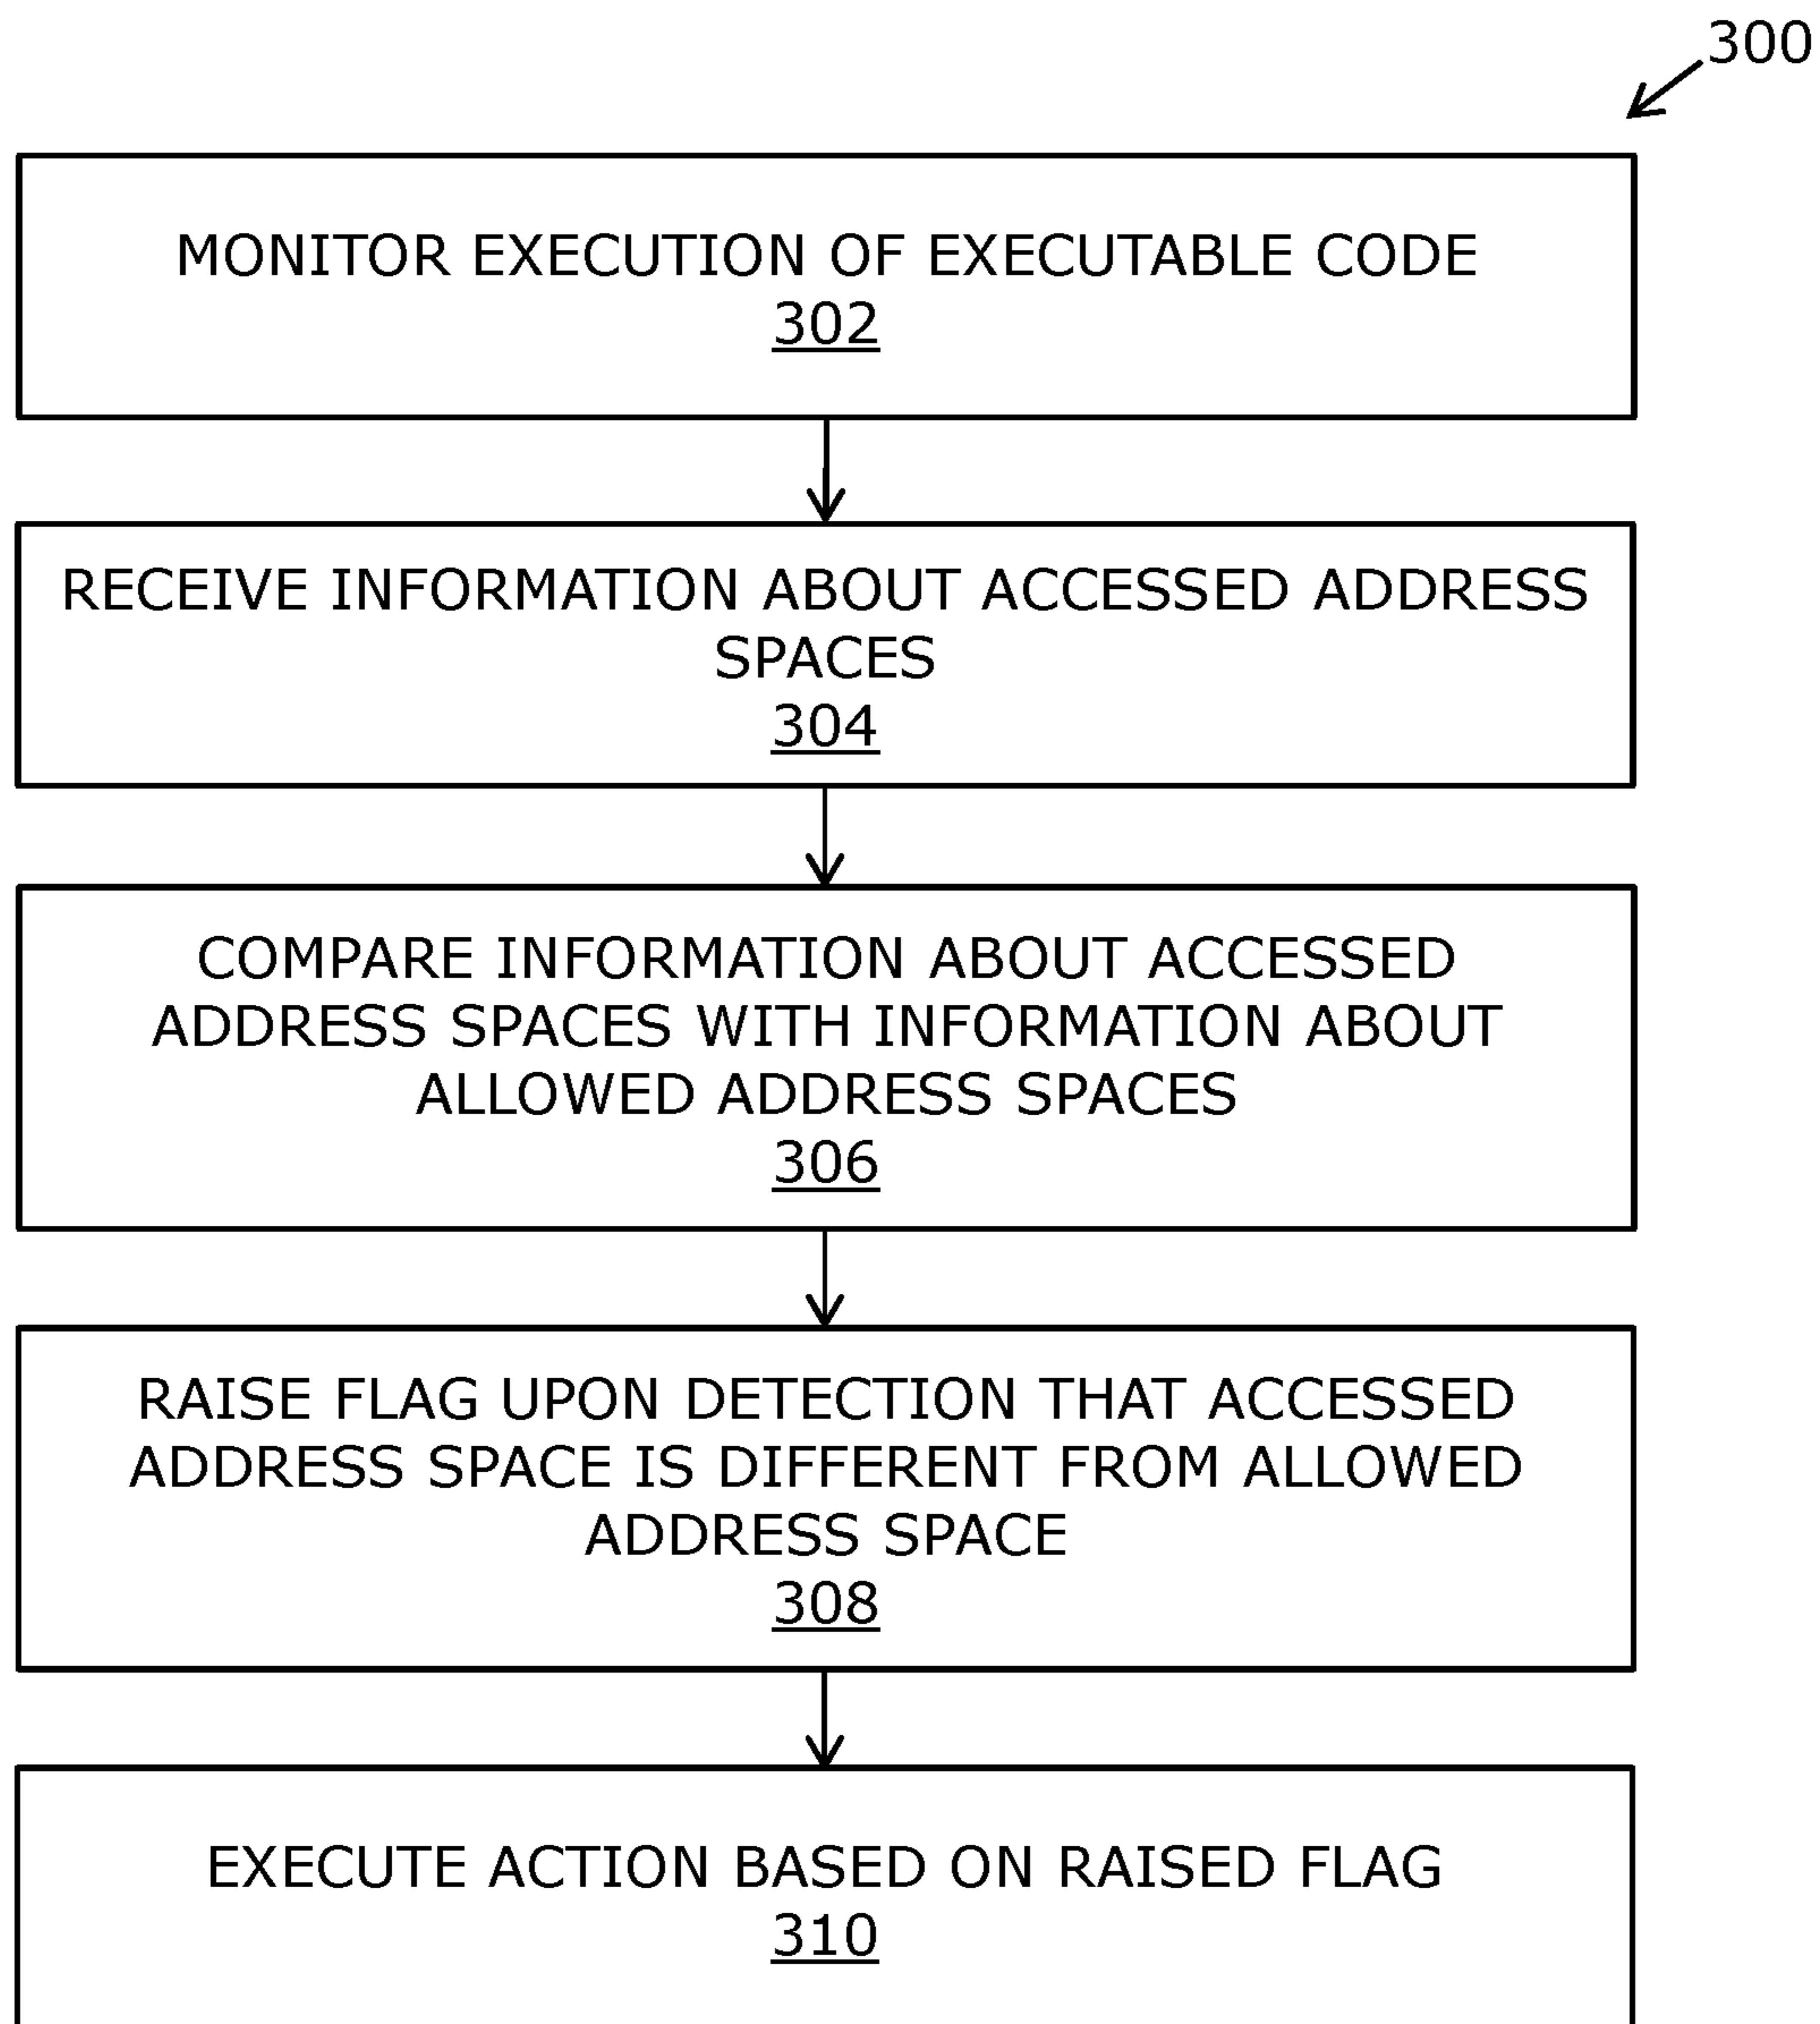 300
MONITOR EXECUTION OF EXECUTABLE CODE
302
RECEIVE INFORMATION ABOUT ACCESSED ADDRESS
SPACES
304
COMPARE INFORMATION ABOUT ACCESSED
ADDRESS SPACES WITH INFORMATION ABOUT
ALLOWED ADDRESS SPACES
306
RAISE FLAG UPON DETECTION THAT ACCESSED
ADDRESS SPACE IS DIFFERENT FROM ALLOWED
ADDRESS SPACE
308
EXECUTE ACTION BASED ON RAISED FLAG
310